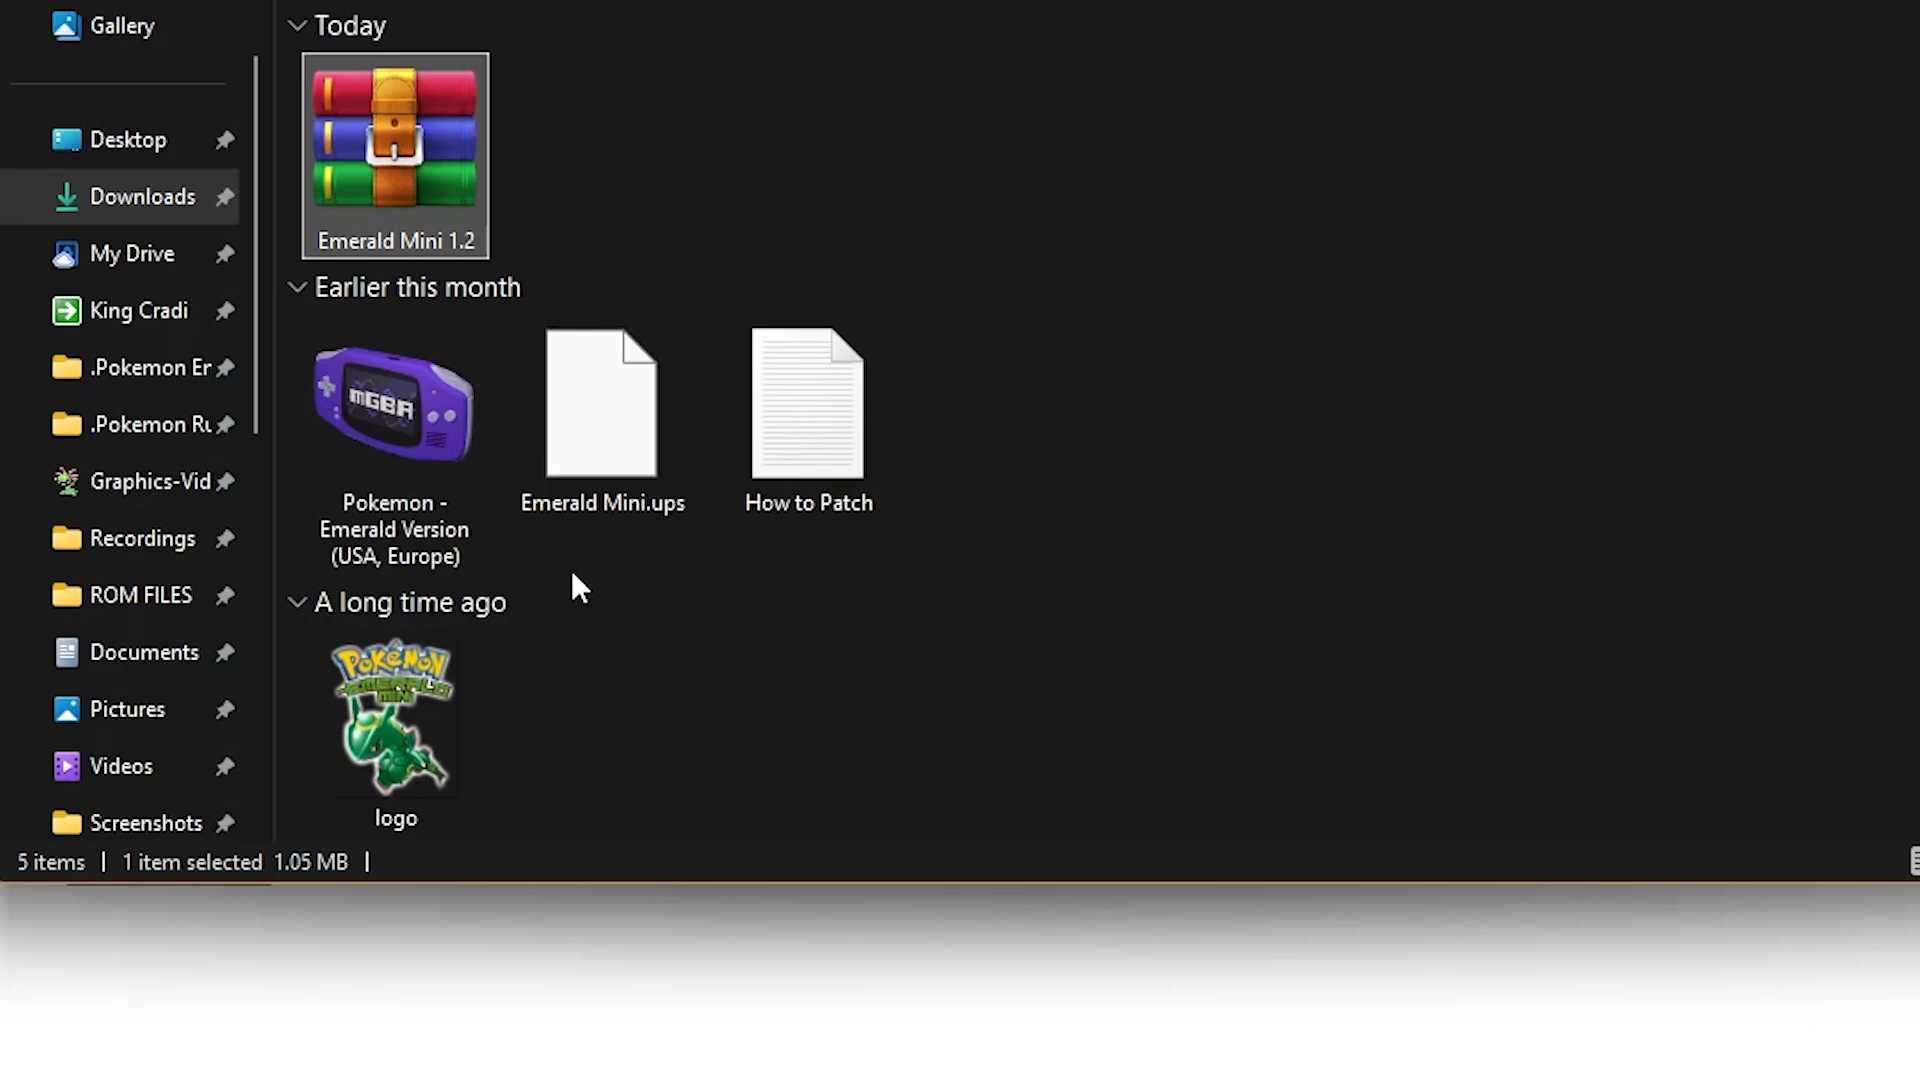 Gallery
Desktop
Downloads
My Drive
King Cradi
.Pokemon Er
.Pokemon Ru
Graphics-Vid
Recordings
ROM FILES
Documents
Pictures
Videos
Screenshots
Today
Emerald Mini 1.2
Earlier this month
mGBA
Pokemon -
Emerald Version
(USA, Europe)
Emerald Mini.ups
How to Patch
A long time ago
POKéMON
EMERALD
MINI
logo
5 items
1 item selected 1.05 MB